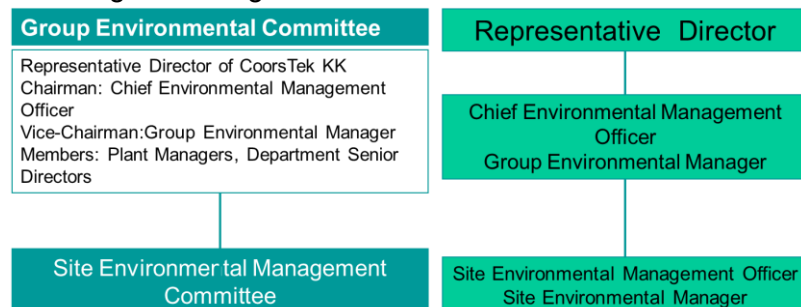 Group Environmental Committee
Representative Director of CoorsTek KK
Chairman: Chief Environmental Management
Officer
Vice-Chairman:Group Environmental Manager
Members: Plant Managers, Department Senior
Directors
Site Environmental Management
Committee
Representative Director
Chief Environmental Management
Officer
Group Environmental Manager
Site Environmental Management Officer
Site Environmental Manager